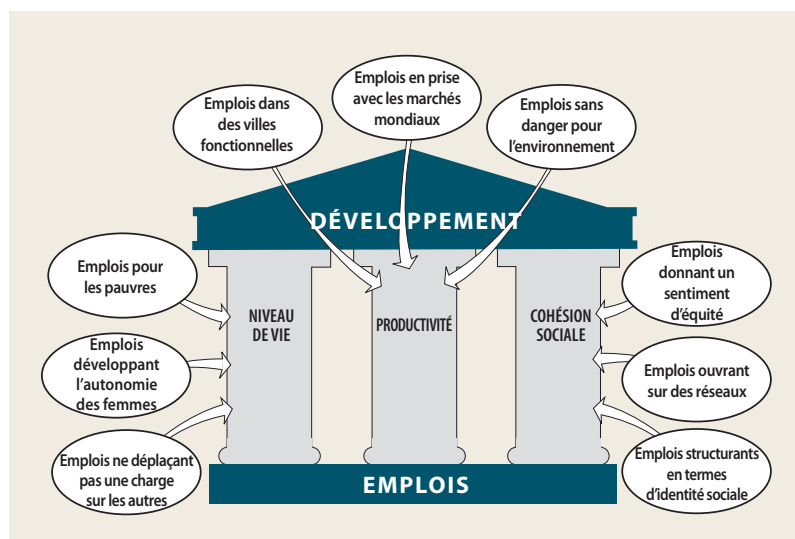 Emplois en prise
avec les marchés
mondiaux
Emplois dans
des villes
fonctionnelles
Emplois sans
danger pour
l'environnement
DÉVELOPPEMENT
Emplois pour
les pauvres
Emplois
développant
l'autonomie
des femmes
Emplois ne déplaçant
pas une charge
sur les autres
NIVEAU
DE VIE
PRODUCTIVITÉ
COHÉSION
SOCIALE
Emplois
donnant un
sentiment
d'équité
Emplois ouvrant
sur des réseaux
Emplois structurants
en termes
d'identité sociale
EMPLOIS